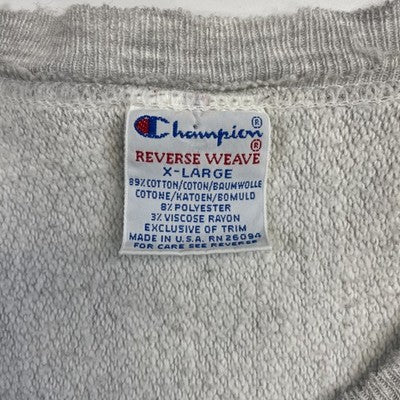 Champion®
REVERSE WEAVE®
X-LARGE
89% COTTON/COTON/BAUMWOLLE
COTONE/KATOEN/BOMULD
8% POLYESTER
3% VISCOSE RAYON
EXCLUSIVE OF TRIM
MADE IN U.S.A. RN 26094
FOR CARE SEE REVERSE